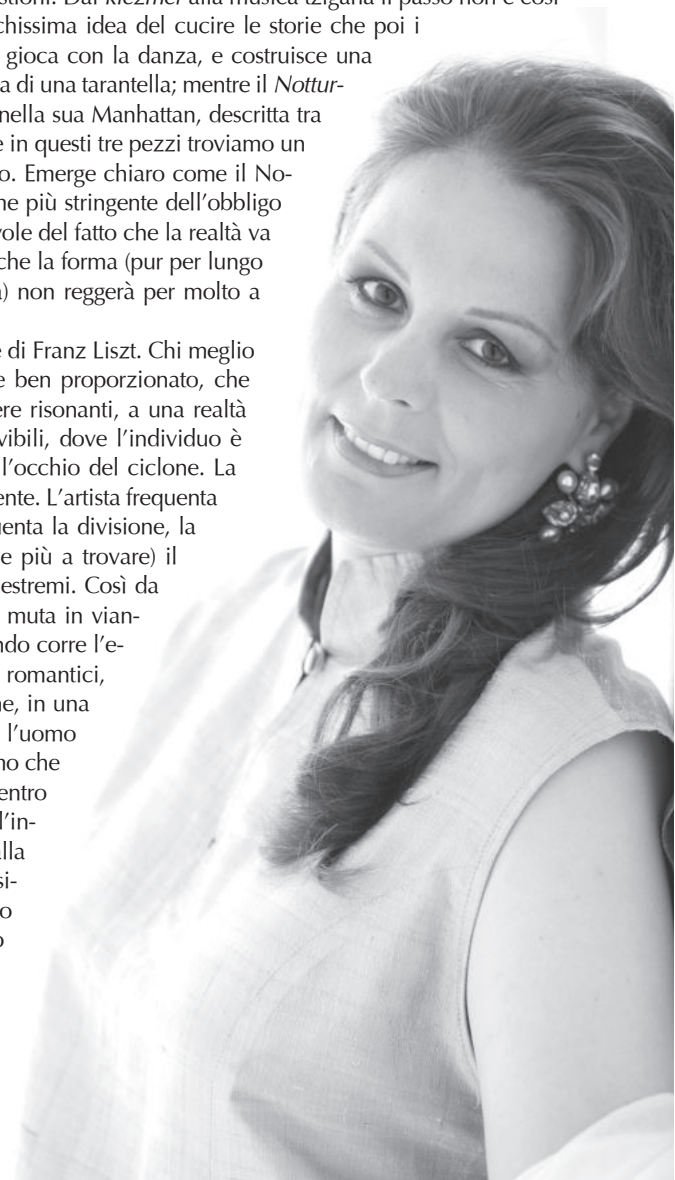 Dal klezmer alla musica tzigana il passo non è così
chissima idea del cucire le storie che poi i
gioca con la danza, e costruisce una
a di una tarantella; mentre il Nottur-
nella sua Manhattan, descritta tra
e in questi tre pezzi troviamo un
o. Emerge chiaro come il No-
ne più stringente dell’obbligo
vole del fatto che la realtà va
che la forma (pur per lungo
) non reggerà per molto a
di Franz Liszt. Chi meglio
e ben proporzionato, che
ere risonanti, a una realtà
vibili, dove l’individuo è
l’occhio del ciclone. La
ente. L’artista frequenta
uenta la divisione, la
e più a trovare) il
estremi. Così da
muta in vian-
ndo corre l’e-
romantici,
ne, in una
l’uomo
no che
entro
l’in-
alla
si-
o
o